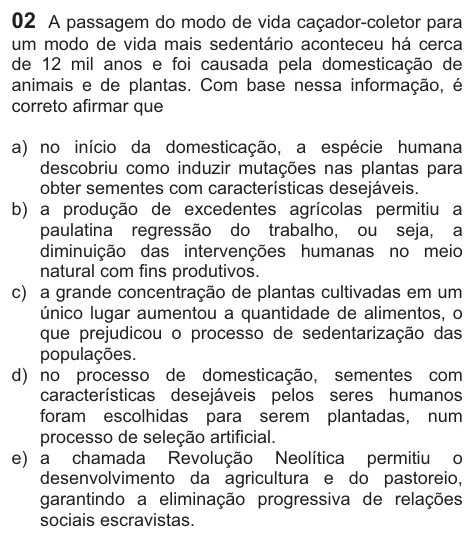 02 A passagem do modo de vida caçador-coletor para
um modo de vida mais sedentário aconteceu há cerca
de 12 mil anos e foi causada pela domesticação de
animais e de plantas. Com base nessa informação, é
correto afirmar que
a) no início da domesticação, a espécie humana
descobriu como induzir mutações nas plantas para
obter sementes com características desejáveis.
b) a produção de excedentes agrícolas permitiu a
paulatina regressão do trabalho, ou seja, a
diminuição das intervenções humanas no meio
natural com fins produtivos.
c) a grande concentração de plantas cultivadas em um
único lugar aumentou a quantidade de alimentos, o
que prejudicou o processo de sedentarização das
populações.
d) no processo de domesticação, sementes com
características desejáveis pelos seres humanos
foram escolhidas para serem plantadas, num
processo de seleção artificial.
e) a chamada Revolução Neolítica permitiu o
desenvolvimento da agricultura e do pastoreio,
garantindo a eliminação progressiva de relações
sociais escravistas.